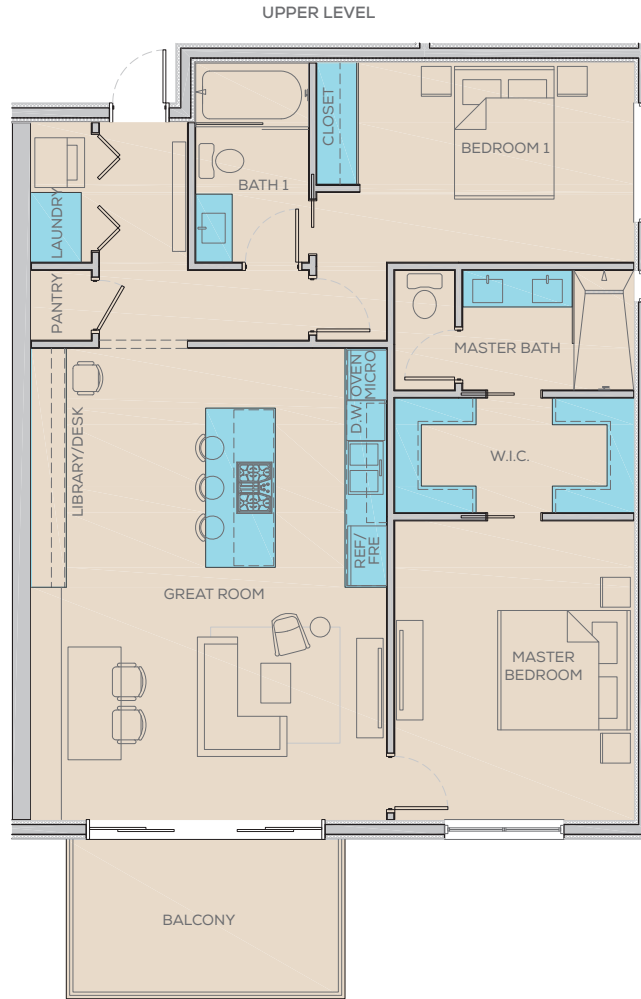 UPPER LEVEL
CLOSET
BEDROOM 1
BATH 1
LAUNDRY
PANTRY
MASTER BATH
OVEN
MICRO
D.W.
LIBRARY/DESK
W.I.C.
REF/
FRE
GREAT ROOM
MASTER
BEDROOM
BALCONY